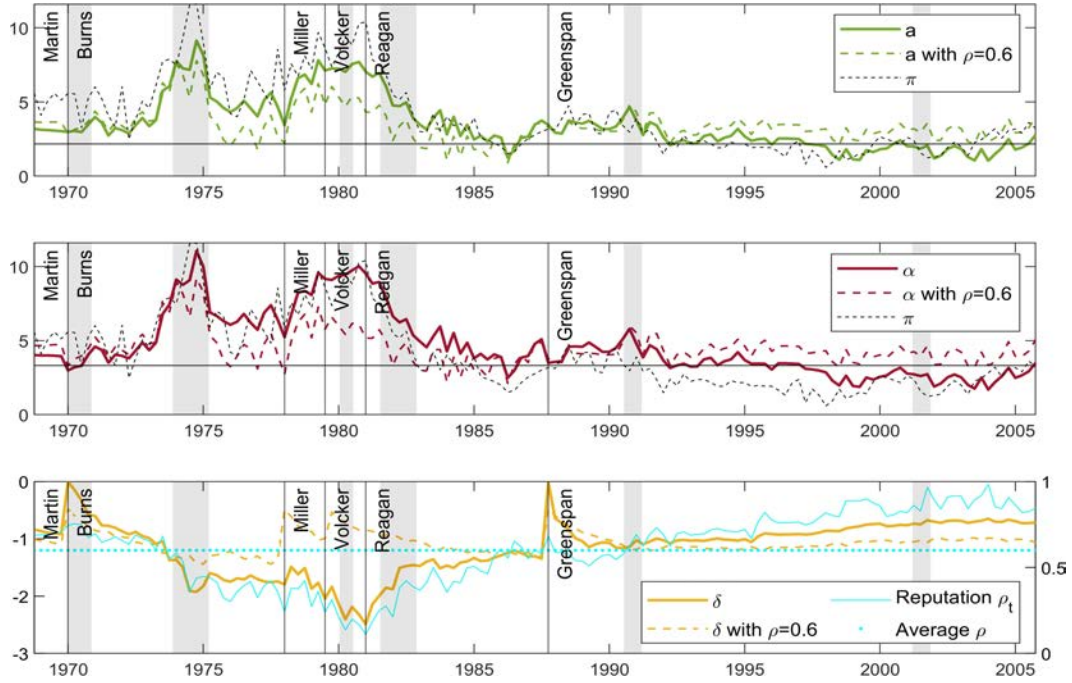 10
5
0
Martin
Burns
Miller
Volcker
Reagan
Greenspan
a
a with ρ=0.6
π
1970 1975 1980 1985 1990 1995 2000 2005
10
5
0
Martin
Burns
Miller
Volcker
Reagan
Greenspan
α
α with ρ=0.6
π
1970 1975 1980 1985 1990 1995 2000 2005
0
-1
-2
-3
Martin
Burns
Miller
Volcker
Reagan
Greenspan
1
0.5
0
δ Reputation ρt
δ with ρ=0.6 Average ρ
1970 1975 1980 1985 1990 1995 2000 2005